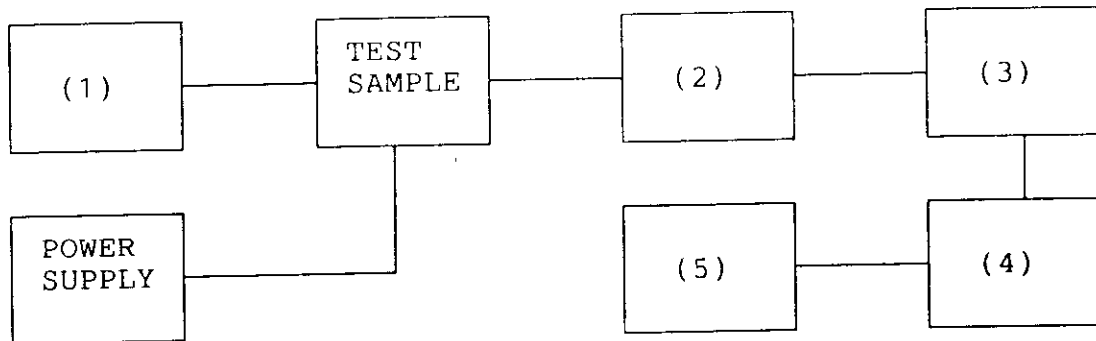 (1)
TEST
SAMPLE
(2)
(3)
POWER
SUPPLY
(5)
(4)